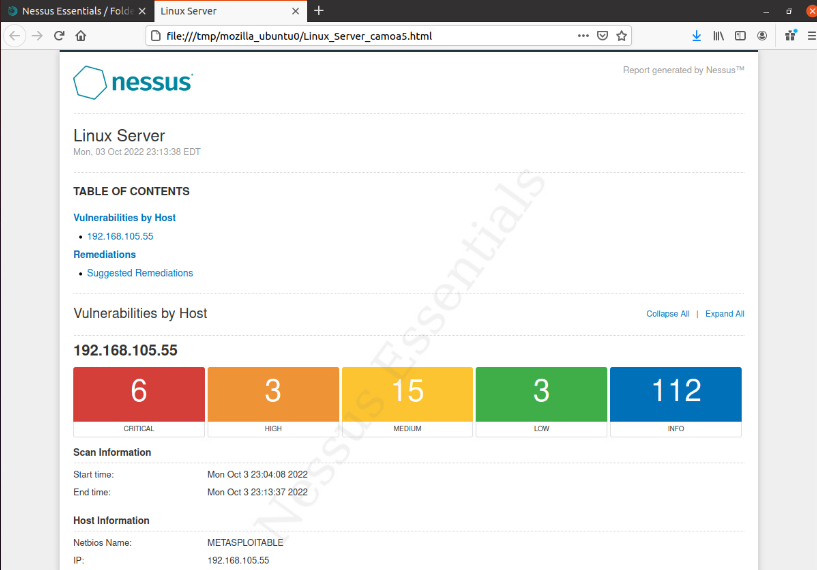 Nessus Essentials / Folde
Linux Server
file:///tmp/mozilla_ubuntu0/Linux_Server_camoa5.html
nessus
Report generated by Nessus™
Linux Server
Mon, 03 Oct 2022 23:13:38 EDT
TABLE OF CONTENTS
Vulnerabilities by Host
• 192.168.105.55
Remediations
• Suggested Remediations
Vulnerabilities by Host
Collapse All | Expand All
192.168.105.55
6 3 15 3 112
CRITICAL HIGH MEDIUM LOW INFO
Scan Information
Start time: Mon Oct 3 23:04:08 2022
End time: Mon Oct 3 23:13:37 2022
Host Information
Netbios Name: METASPLOITABLE
IP: 192.168.105.55
Nessus Essentials